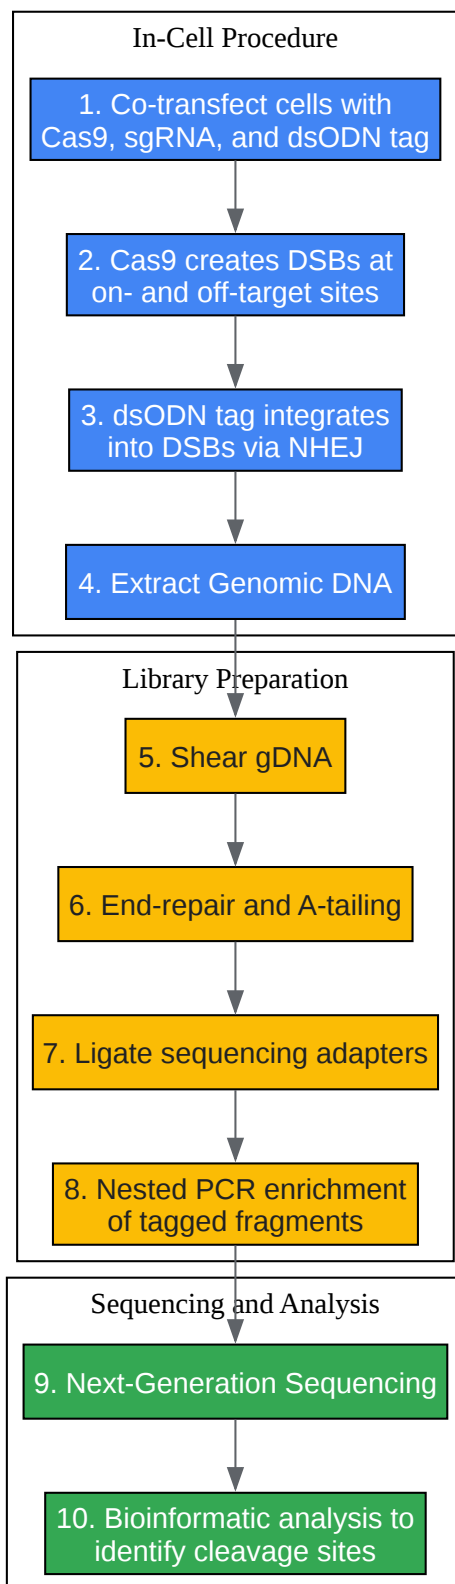 In-Cell Procedure
1. Co-transfect cells with
Cas9, sgRNA, and dsODN tag
2. Cas9 creates DSBs at
on- and off-target sites
3. dsODN tag integrates
into DSBs via NHEJ
4. Extract Genomic DNA
Library Preparation
5. Shear gDNA
6. End-repair and A-tailing
7. Ligate sequencing adapters
8. Nested PCR enrichment
of tagged fragments
Sequencing and Analysis
9. Next-Generation Sequencing
10. Bioinformatic analysis to
identify cleavage sites